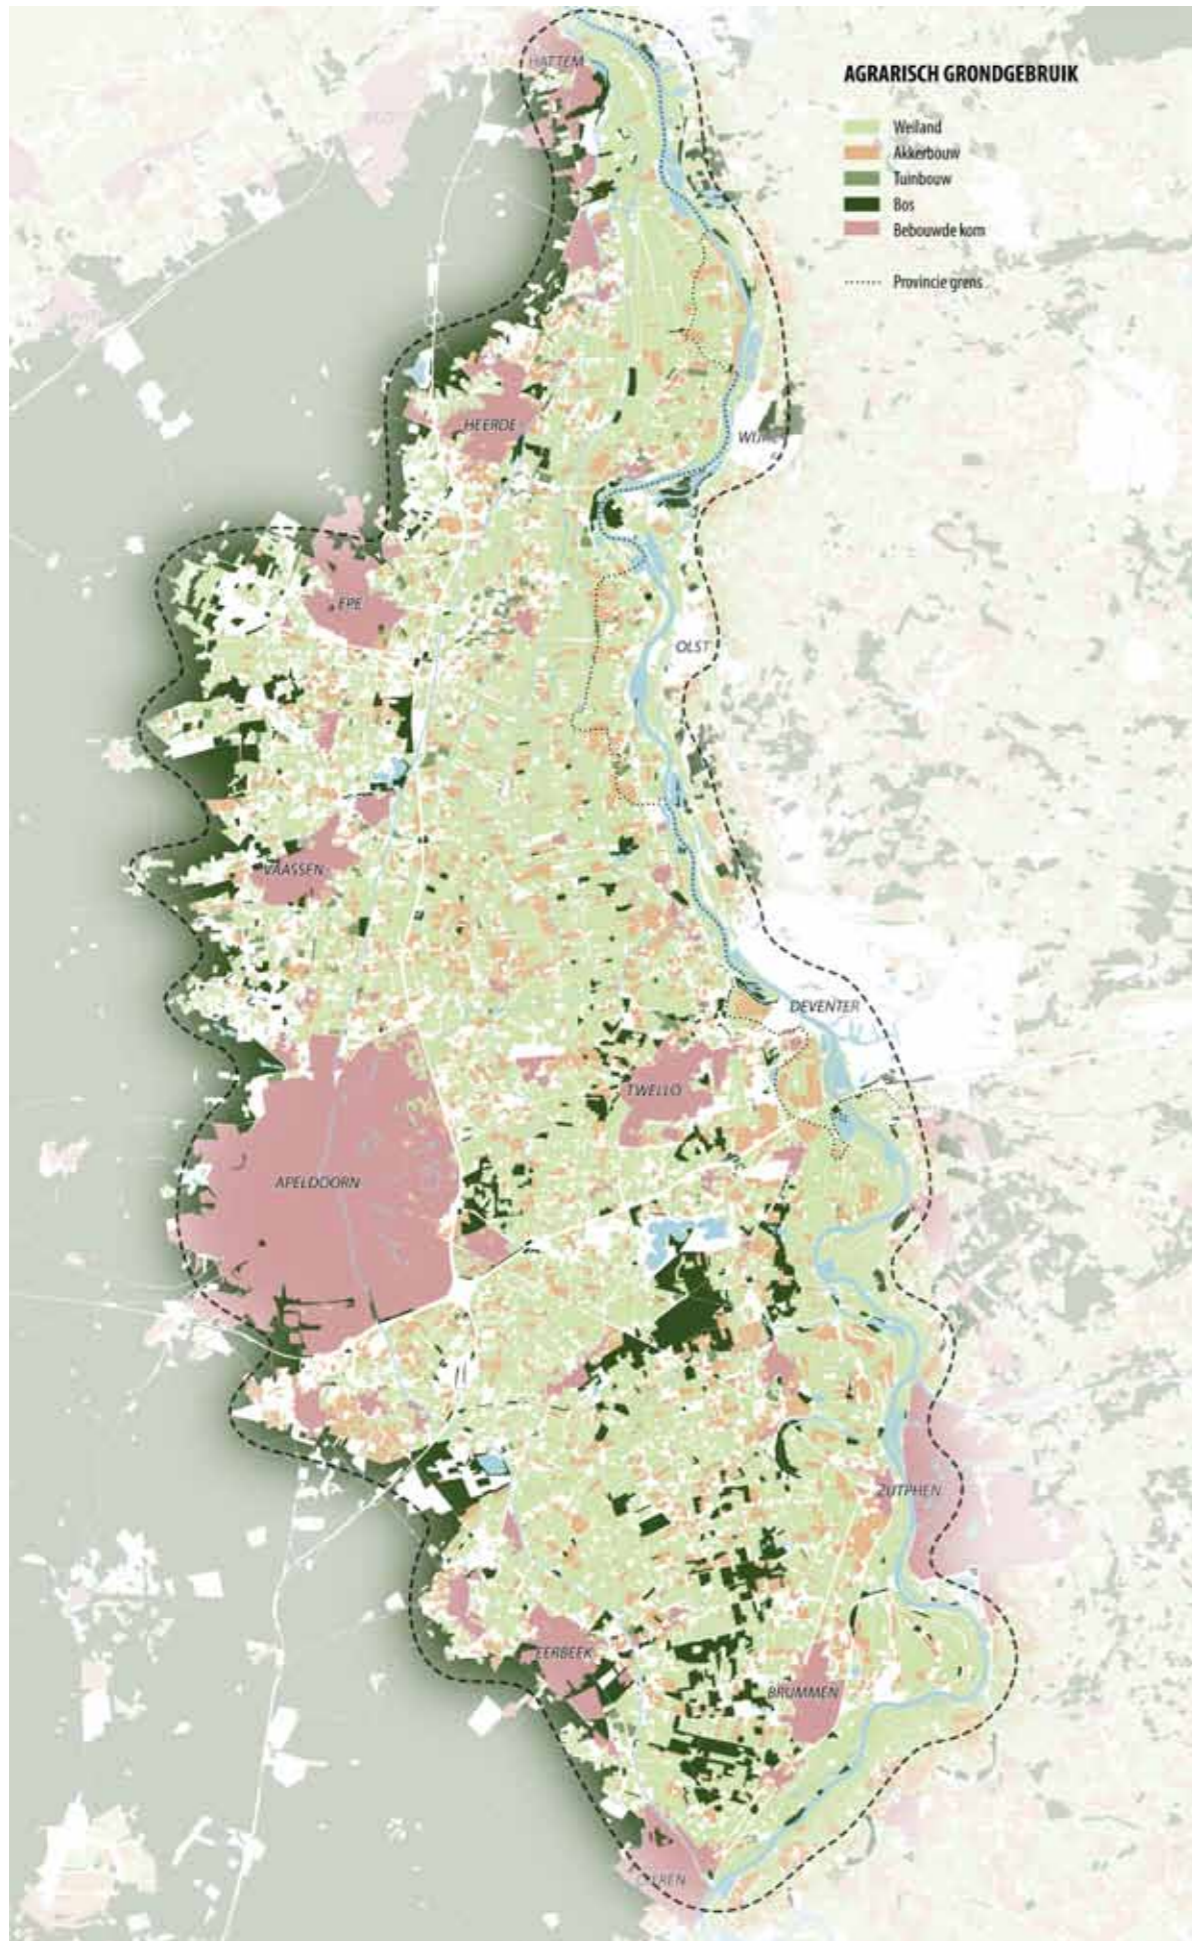 HATTEM
AGRARISCH GRONDGEBRUIK
Weiland
Akkerbouw
Tuinbouw
Bos
Bebouwde kom
Provincie grens
HEERDE
EPE
OLST
VAASSEN
DEVENTER
TWELLO
APELDOORN
ZUTPHEN
EERBEEK
BRUMMEN